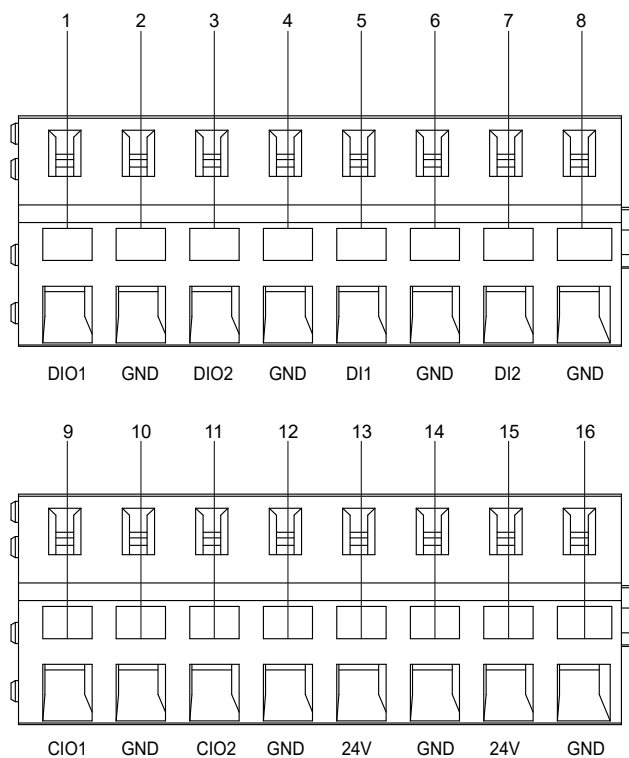 1 2 3 4 5 6 7 8
DIO1 GND DIO2 GND DI1 GND DI2 GND
9 10 11 12 13 14 15 16
CIO1 GND CIO2 GND 24V GND 24V GND